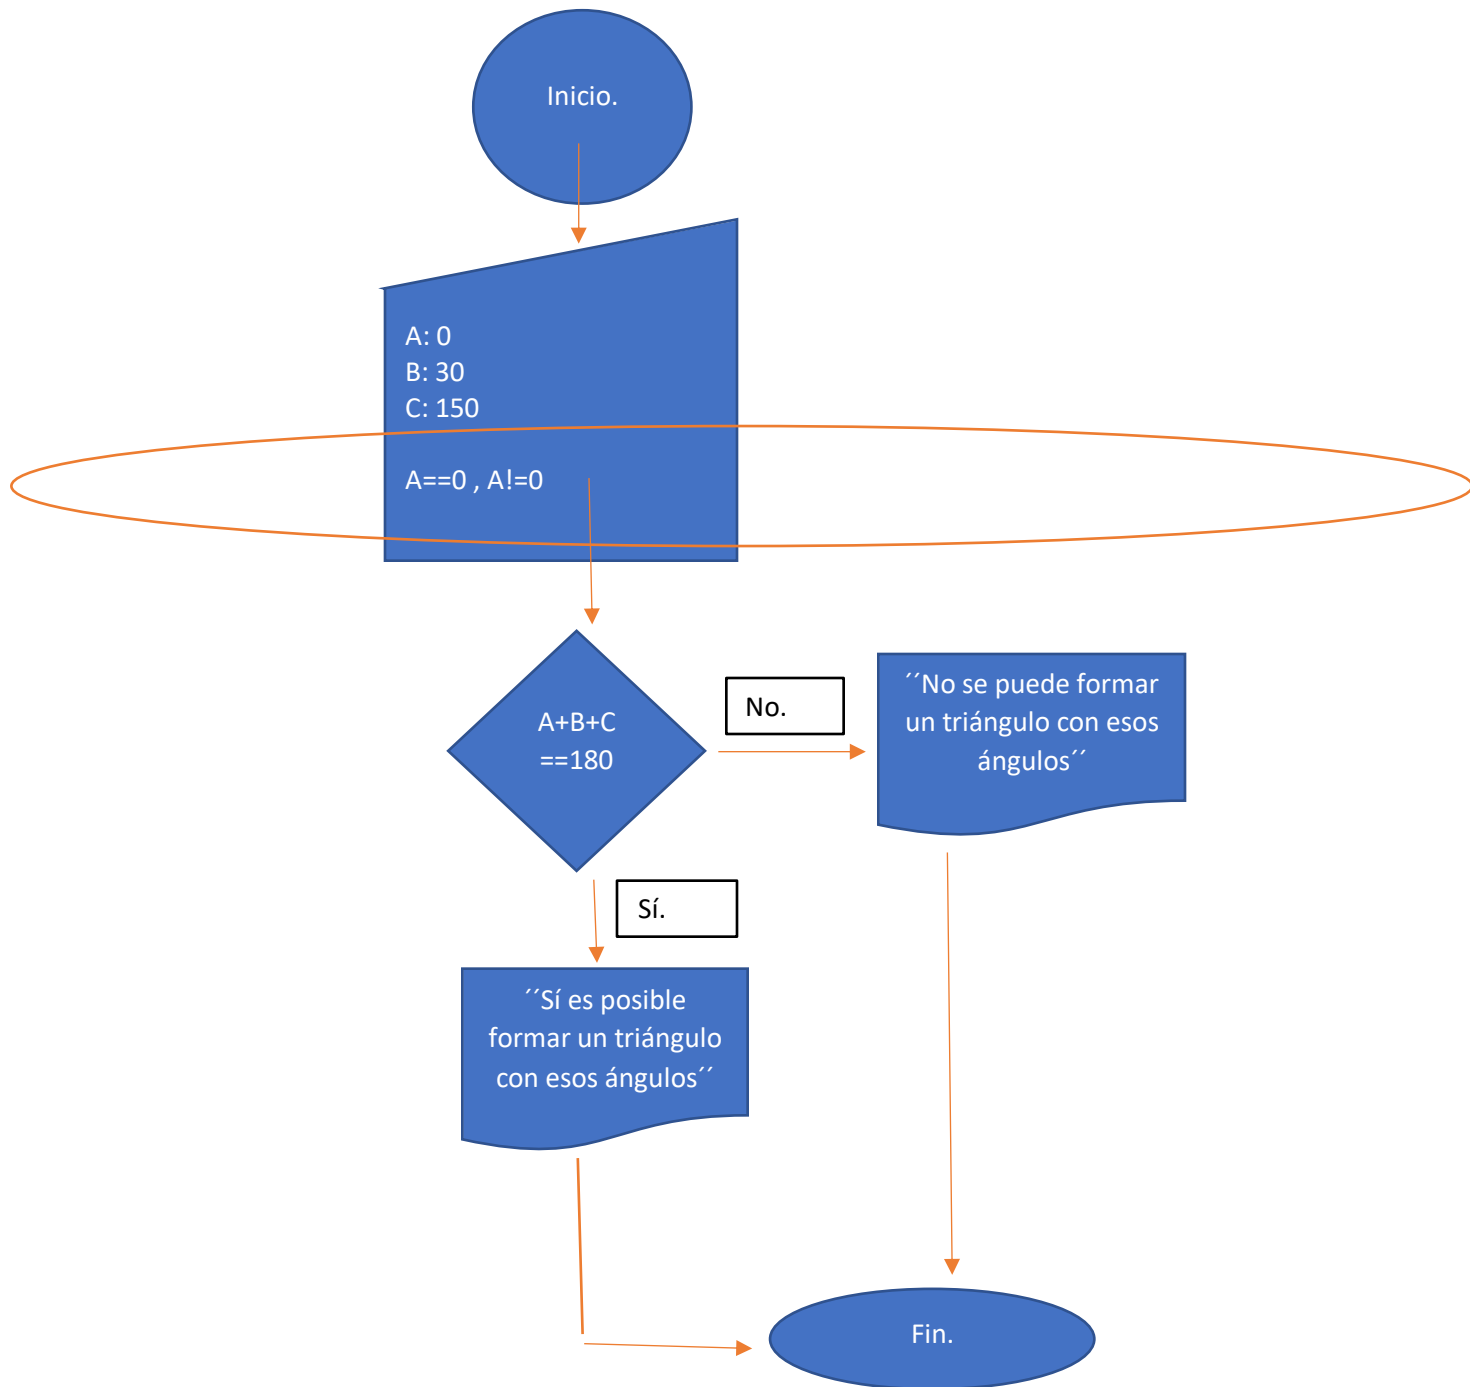 Inicio.
A: 0
B: 30
C: 150
A==0 , A!=0
A+B+C
==180
No.
´´No se puede formar
un triángulo con esos
ángulos´´
Sí.
´´Sí es posible
formar un triángulo
con esos ángulos´´
Fin.